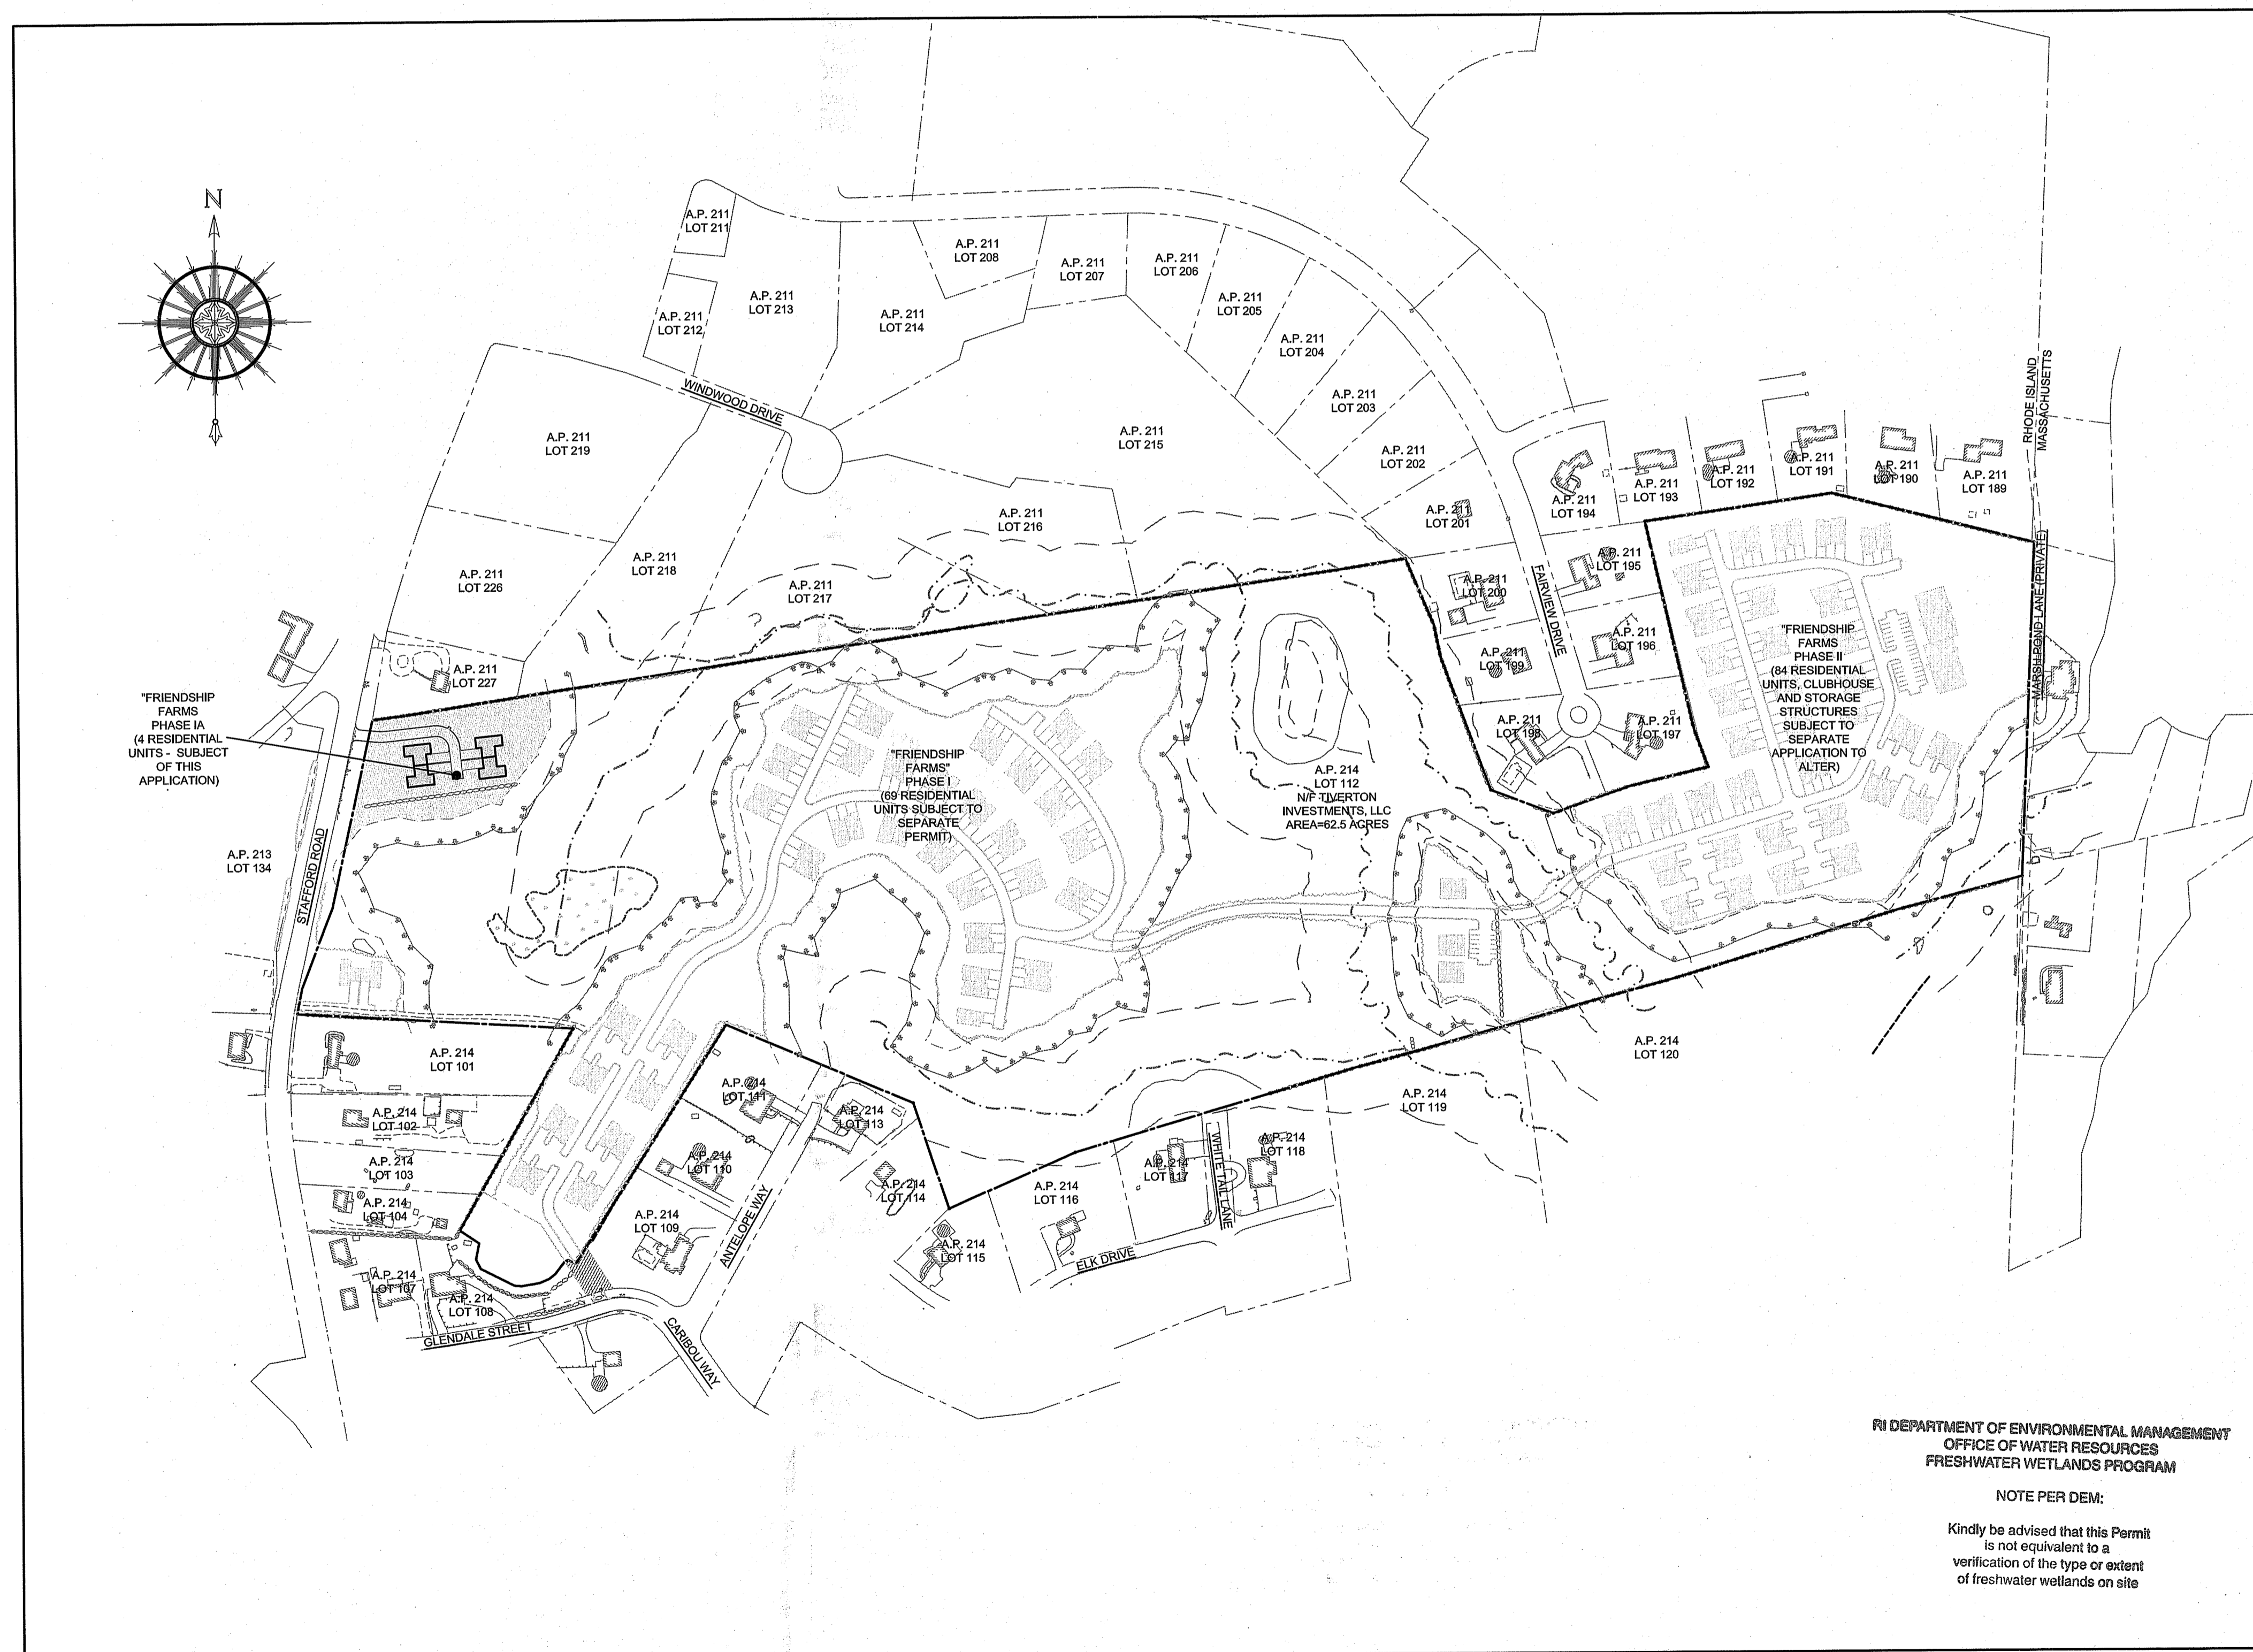 N
A.P. 211
LOT 211
A.P. 211
LOT 208
A.P. 211
LOT 207
A.P. 211
LOT 206
A.P. 211
LOT 205
A.P. 211
LOT 204
A.P. 211
LOT 203
A.P. 211
LOT 202
A.P. 211
LOT 201
A.P. 211
LOT 212
A.P. 211
LOT 213
A.P. 211
LOT 214
WINDWOOD DRIVE
A.P. 211
LOT 219
A.P. 211
LOT 215
A.P. 211
LOT 216
A.P. 211
LOT 226
A.P. 211
LOT 218
A.P. 211
LOT 217
A.P. 211
LOT 227
A.P. 211
LOT 194
A.P. 211
LOT 193
A.P. 211
LOT 192
A.P. 211
LOT 191
A.P. 211
LOT 190
A.P. 211
LOT 189
RHODE ISLAND
MASSACHUSETTS
MARSH POND LANE (PRIVATE)
A.P. 211
LOT 195
A.P. 211
LOT 200
FAIRVIEW DRIVE
A.P. 211
LOT 196
A.P. 211
LOT 199
A.P. 211
LOT 198
A.P. 211
LOT 197
"FRIENDSHIP
FARMS
PHASE IA
(4 RESIDENTIAL
UNITS - SUBJECT
OF THIS
APPLICATION)
"FRIENDSHIP
FARMS"
PHASE I
(69 RESIDENTIAL
UNITS SUBJECT TO
SEPARATE
PERMIT)
A.P. 214
LOT 112
N/F TIVERTON
INVESTMENTS, LLC
AREA=62.5 ACRES
"FRIENDSHIP
FARMS
PHASE II
(84 RESIDENTIAL
UNITS, CLUBHOUSE
AND STORAGE
STRUCTURES
SUBJECT TO
SEPARATE
APPLICATION TO
ALTER)
A.P. 213
LOT 134
STAFFORD ROAD
A.P. 214
LOT 101
A.P. 214
LOT 102
A.P. 214
LOT 103
A.P. 214
LOT 104
A.P. 214
LOT 107
A.P. 214
LOT 108
GLENDALE STREET
CARIBOU WAY
A.P. 214
LOT 111
A.P. 214
LOT 113
A.P. 214
LOT 110
A.P. 214
LOT 109
ANTELOPE WAY
A.P. 214
LOT 114
A.P. 214
LOT 115
A.P. 214
LOT 116
ELK DRIVE
A.P. 214
LOT 117
WHITE TAIL LANE
A.P. 214
LOT 118
A.P. 214
LOT 119
A.P. 214
LOT 120
RI DEPARTMENT OF ENVIRONMENTAL MANAGEMENT
OFFICE OF WATER RESOURCES
FRESHWATER WETLANDS PROGRAM
NOTE PER DEM:
Kindly be advised that this Permit
is not equivalent to a
verification of the type or extent
of freshwater wetlands on site